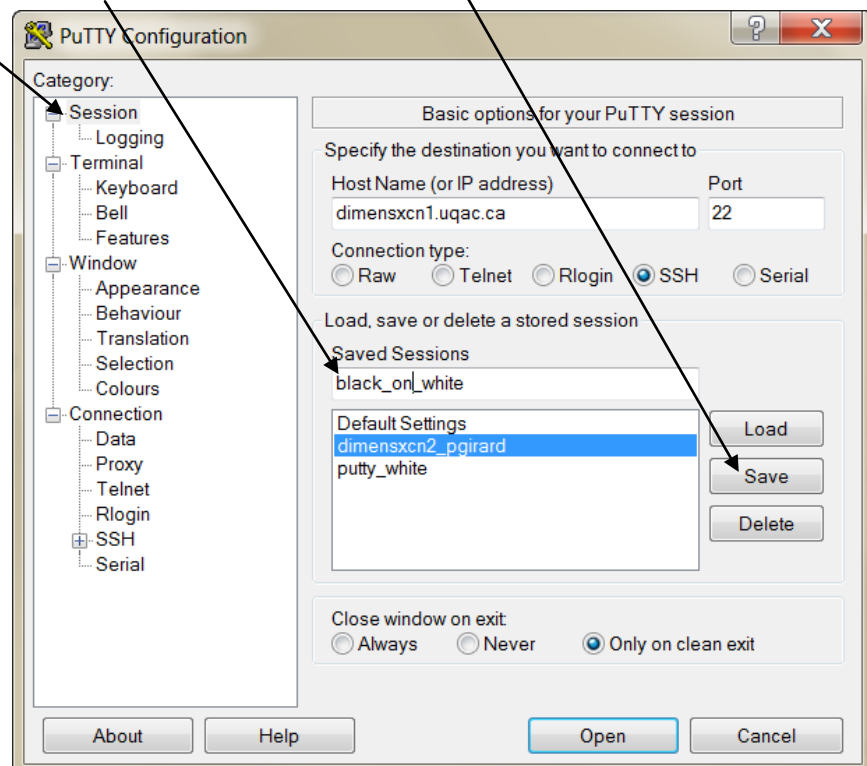 PuTTY Configuration
Category:
Session
Logging
Terminal
Keyboard
Bell
Features
Window
Appearance
Behaviour
Translation
Selection
Colours
Connection
Data
Proxy
Telnet
Rlogin
SSH
Serial
Basic options for your PuTTY session
Specify the destination you want to connect to
Host Name (or IP address) Port
dimensxcn1.uqac.ca 22
Connection type:
Raw Telnet Rlogin SSH Serial
Load, save or delete a stored session
Saved Sessions
black_on_white
Default Settings
dimensxcn2_pgirard
putty_white
Load
Save
Delete
Close window on exit:
Always Never Only on clean exit
About Help Open Cancel